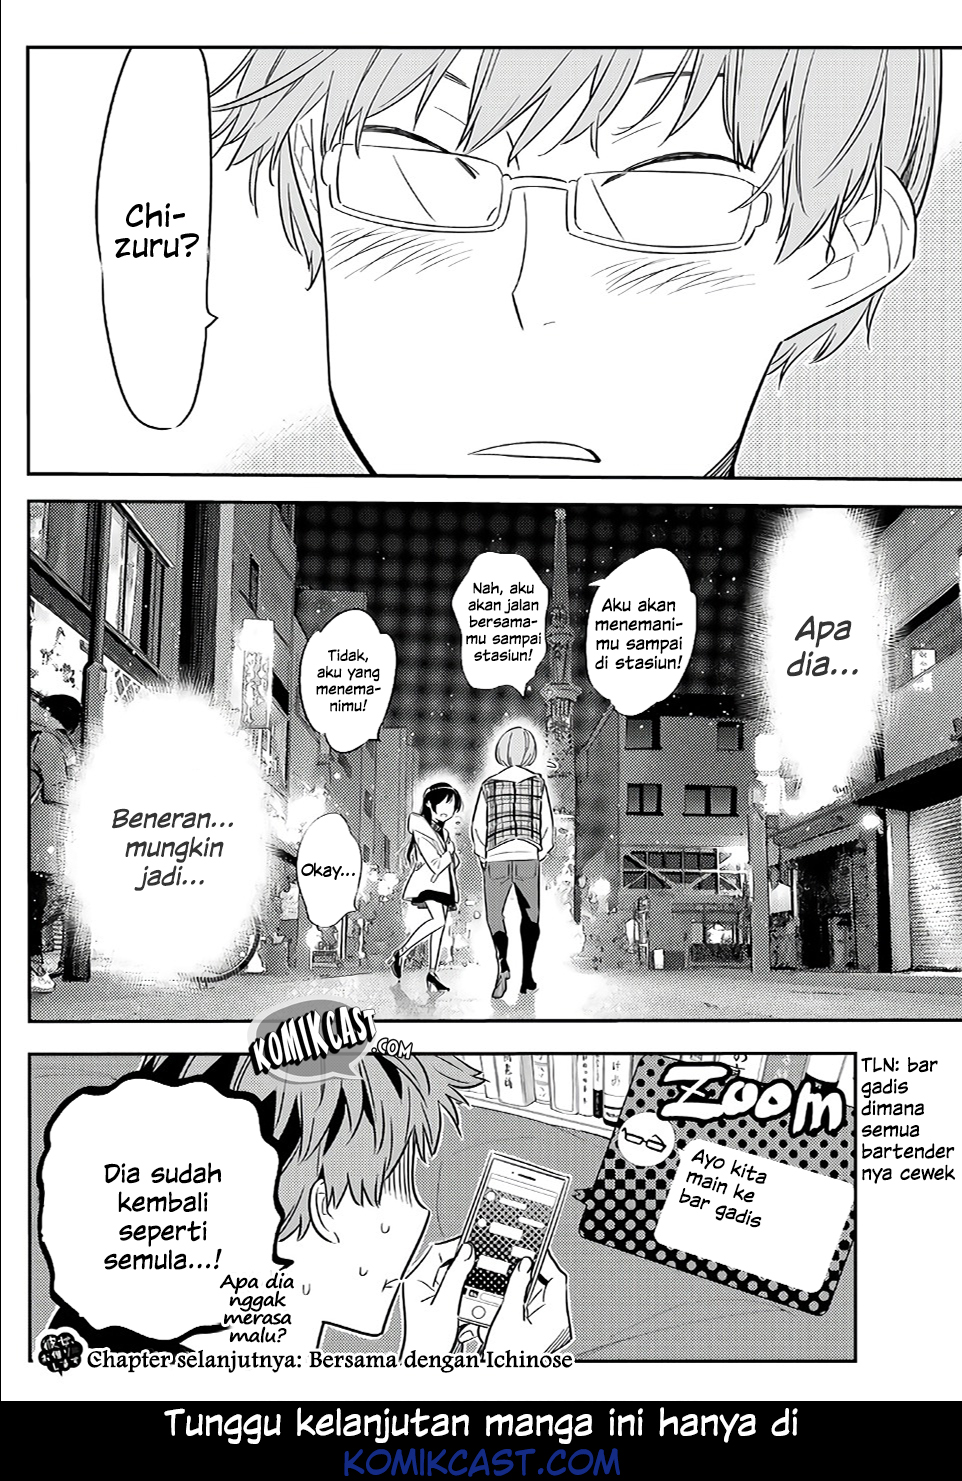 Chi-
zuru?
Apa
dia...
Aku akan
menemani-
mu sampai
di stasiun!
Nah, aku
akan jalan
bersama-
mu sampai
stasiun!
Tidak,
aku yang
menema-
nimu!
Okay...
Beneran...
mungkin
jadi...
KOMIKCAST
.COM
TLN: bar
gadis
dimana
semua
bartender
nya cewek
Zoom
Ayo kita
main ke
bar gadis
Dia sudah
kembali
seperti
semula...!
Apa dia
nggak
merasa
malu?
Chapter selanjutnya: Bersama dengan Ichinose
Tunggu kelanjutan manga ini hanya di
KOMIKCAST.COM